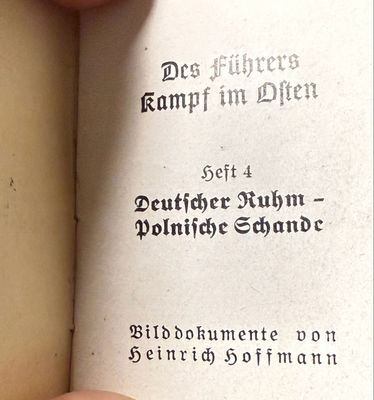 Des Führers
Kampf im Osten
Heft 4
Deutscher Ruhm –
Polnische Schande
Bilddokumente von
Heinrich Hoffmann